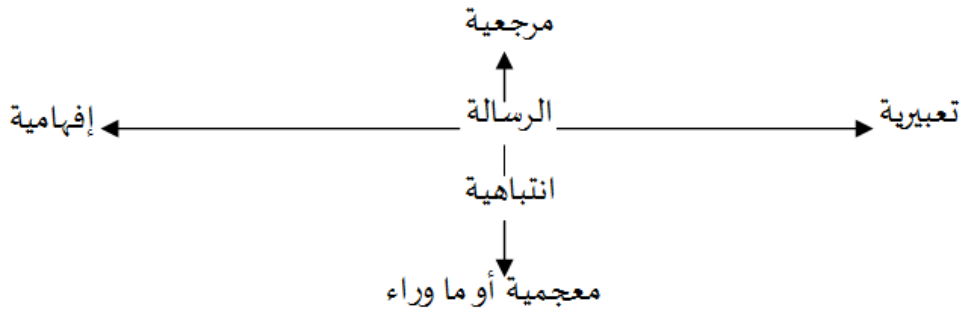 مرجعية
تعبيرية الرسالة إفهامية
انتباهية
معجمية أو ما وراء